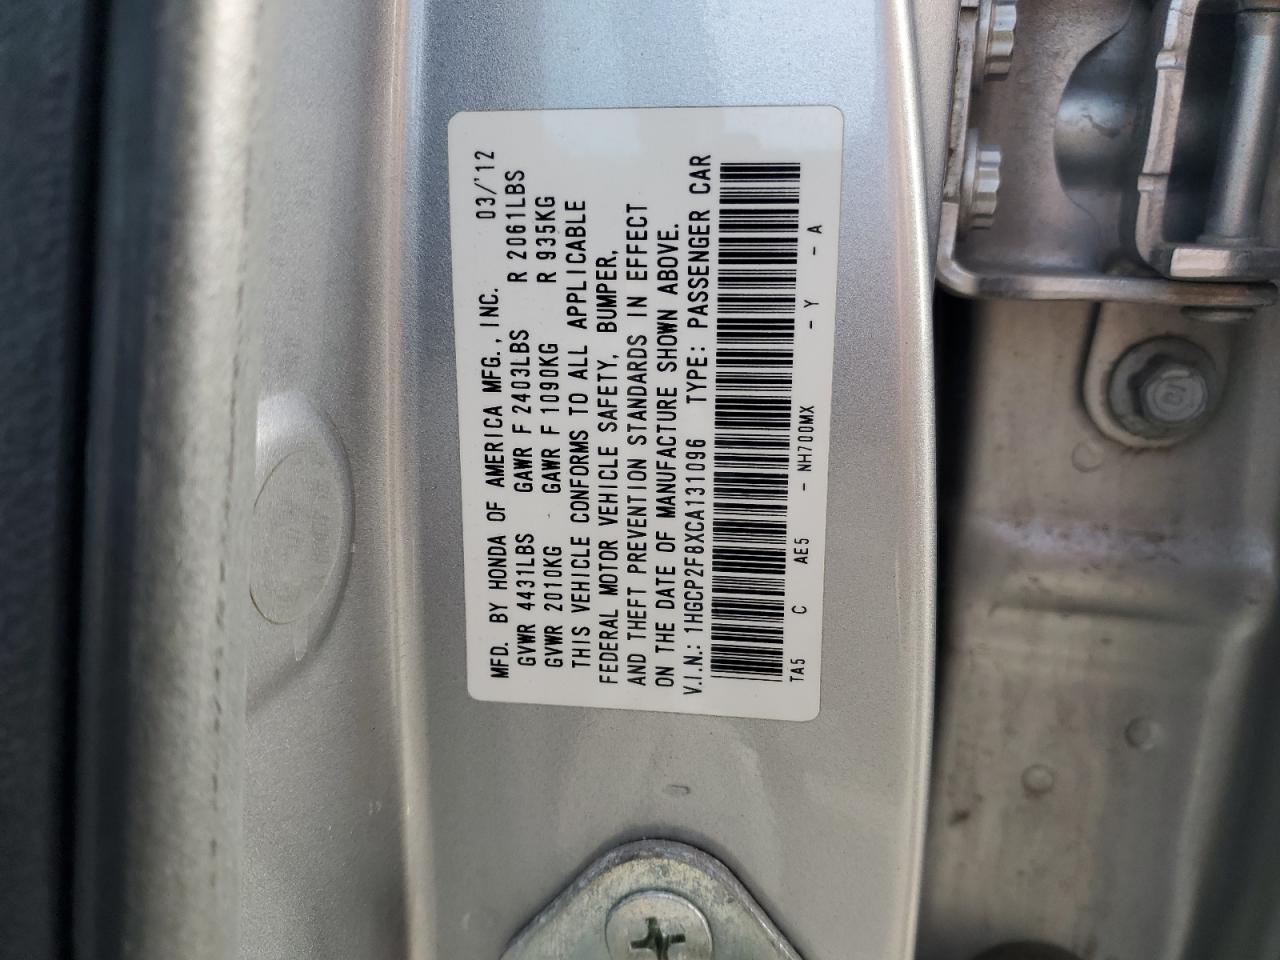 MFD. BY HONDA OF AMERICA MFG., INC. 03/'12
GVWR 4431LBS GAWR F 2403LBS R 2061LBS
GVWR 2010KG GAWR F 1090KG R 935KG
THIS VEHICLE CONFORMS TO ALL APPLICABLE
FEDERAL MOTOR VEHICLE SAFETY, BUMPER,
AND THEFT PREVENTION STANDARDS IN EFFECT
ON THE DATE OF MANUFACTURE SHOWN ABOVE.
V.I.N.: 1HGCP2F8XCA131096 TYPE: PASSENGER CAR
TA5 C AE5 - NH700MX - Y - A